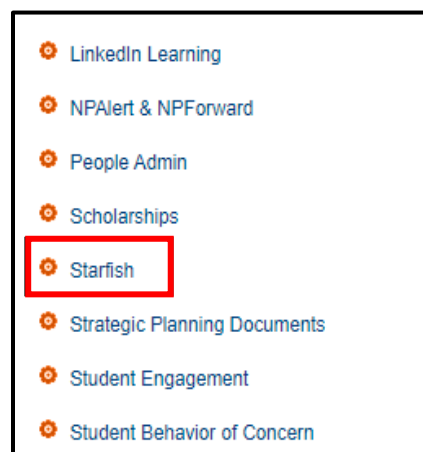 LinkedIn Learning
NPAlert & NPForward
People Admin
Scholarships
Starfish
Strategic Planning Documents
Student Engagement
Student Behavior of Concern